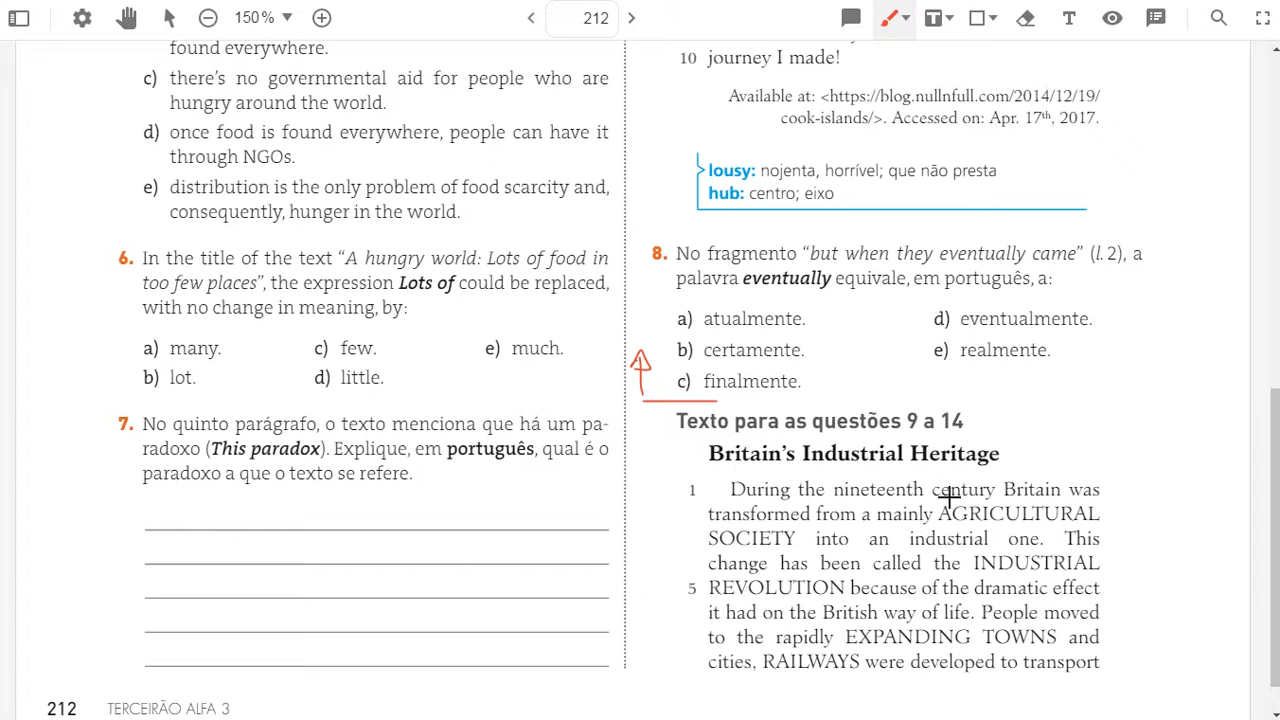 150%
212
found everywhere.
c) there's no governmental aid for people who are
hungry around the world.
d) once food is found everywhere, people can have it
through NGOs.
e) distribution is the only problem of food scarcity and,
consequently, hunger in the world.
6. In the title of the text “A hungry world: Lots of food in
too few places”, the expression Lots of could be replaced,
with no change in meaning, by:
a) many. c) few. e) much.
b) lot. d) little.
7. No quinto parágrafo, o texto menciona que há um pa-
radoxo (This paradox). Explique, em português, qual é o
paradoxo a que o texto se refere.
212 TERCEIRÃO ALFA 3
10 journey I made!
Available at: <https://blog.nullnfull.com/2014/12/19/
cook-islands/>. Accessed on: Apr. 17th, 2017.
lousy: nojenta, horrível; que não presta
hub: centro; eixo
8. No fragmento “but when they eventually came” (l. 2), a
palavra eventually equivale, em português, a:
a) atualmente. d) eventualmente.
b) certamente. e) realmente.
c) finalmente.
Texto para as questões 9 a 14
Britain's Industrial Heritage
1 During the nineteenth century Britain was
transformed from a mainly AGRICULTURAL
SOCIETY into an industrial one. This
change has been called the INDUSTRIAL
5 REVOLUTION because of the dramatic effect
it had on the British way of life. People moved
to the rapidly EXPANDING TOWNS and
cities, RAILWAYS were developed to transport